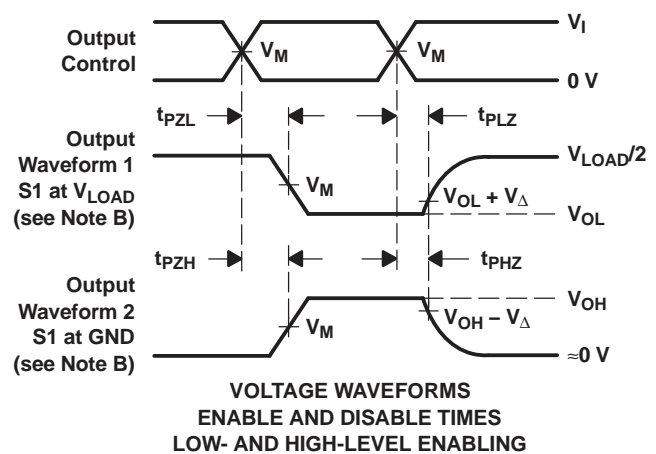 Output
Control
V_M
V_M
V_I
0 V
t_PZL
t_PLZ
Output
Waveform 1
S1 at V_LOAD
(see Note B)
V_M
V_LOAD/2
V_OL + V_Δ
V_OL
t_PZH
t_PHZ
Output
Waveform 2
S1 at GND
(see Note B)
V_M
V_OH
V_OH – V_Δ
≈0 V
VOLTAGE WAVEFORMS
ENABLE AND DISABLE TIMES
LOW- AND HIGH-LEVEL ENABLING